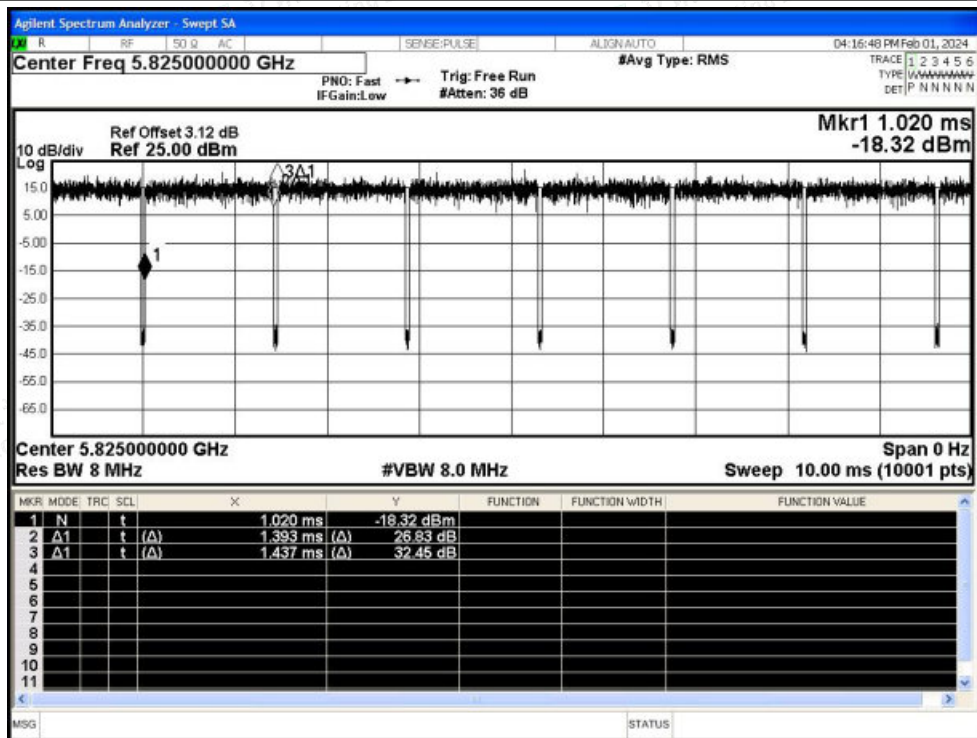 Agilent Spectrum Analyzer - Swept SA
LXI R RF 50 Ω AC SENSE:PULSE ALIGNAUTO 04:16:48 PM Feb 01, 2024
Center Freq 5.825000000 GHz #Avg Type: RMS TRACE 1 2 3 4 5 6
PNO: Fast Trig: Free Run TYPE WWWWWW
IFGain:Low #Atten: 36 dB DET P N N N N N
Mkr1 1.020 ms
Ref Offset 3.12 dB
10 dB/div Ref 25.00 dBm -18.32 dBm
Log
3Δ1
15.0
5.00
-5.00
1
-15.0
-25.0
-35.0
-45.0
-55.0
-65.0
Center 5.825000000 GHz Span 0 Hz
Res BW 8 MHz #VBW 8.0 MHz Sweep 10.00 ms (10001 pts)
MKR MODE TRC SCL X Y FUNCTION FUNCTION WIDTH FUNCTION VALUE
1 N t 1.020 ms -18.32 dBm
2 Δ1 t (Δ) 1.393 ms (Δ) 26.83 dB
3 Δ1 t (Δ) 1.437 ms (Δ) 32.45 dB
4
5
6
7
8
9
10
11
MSG STATUS